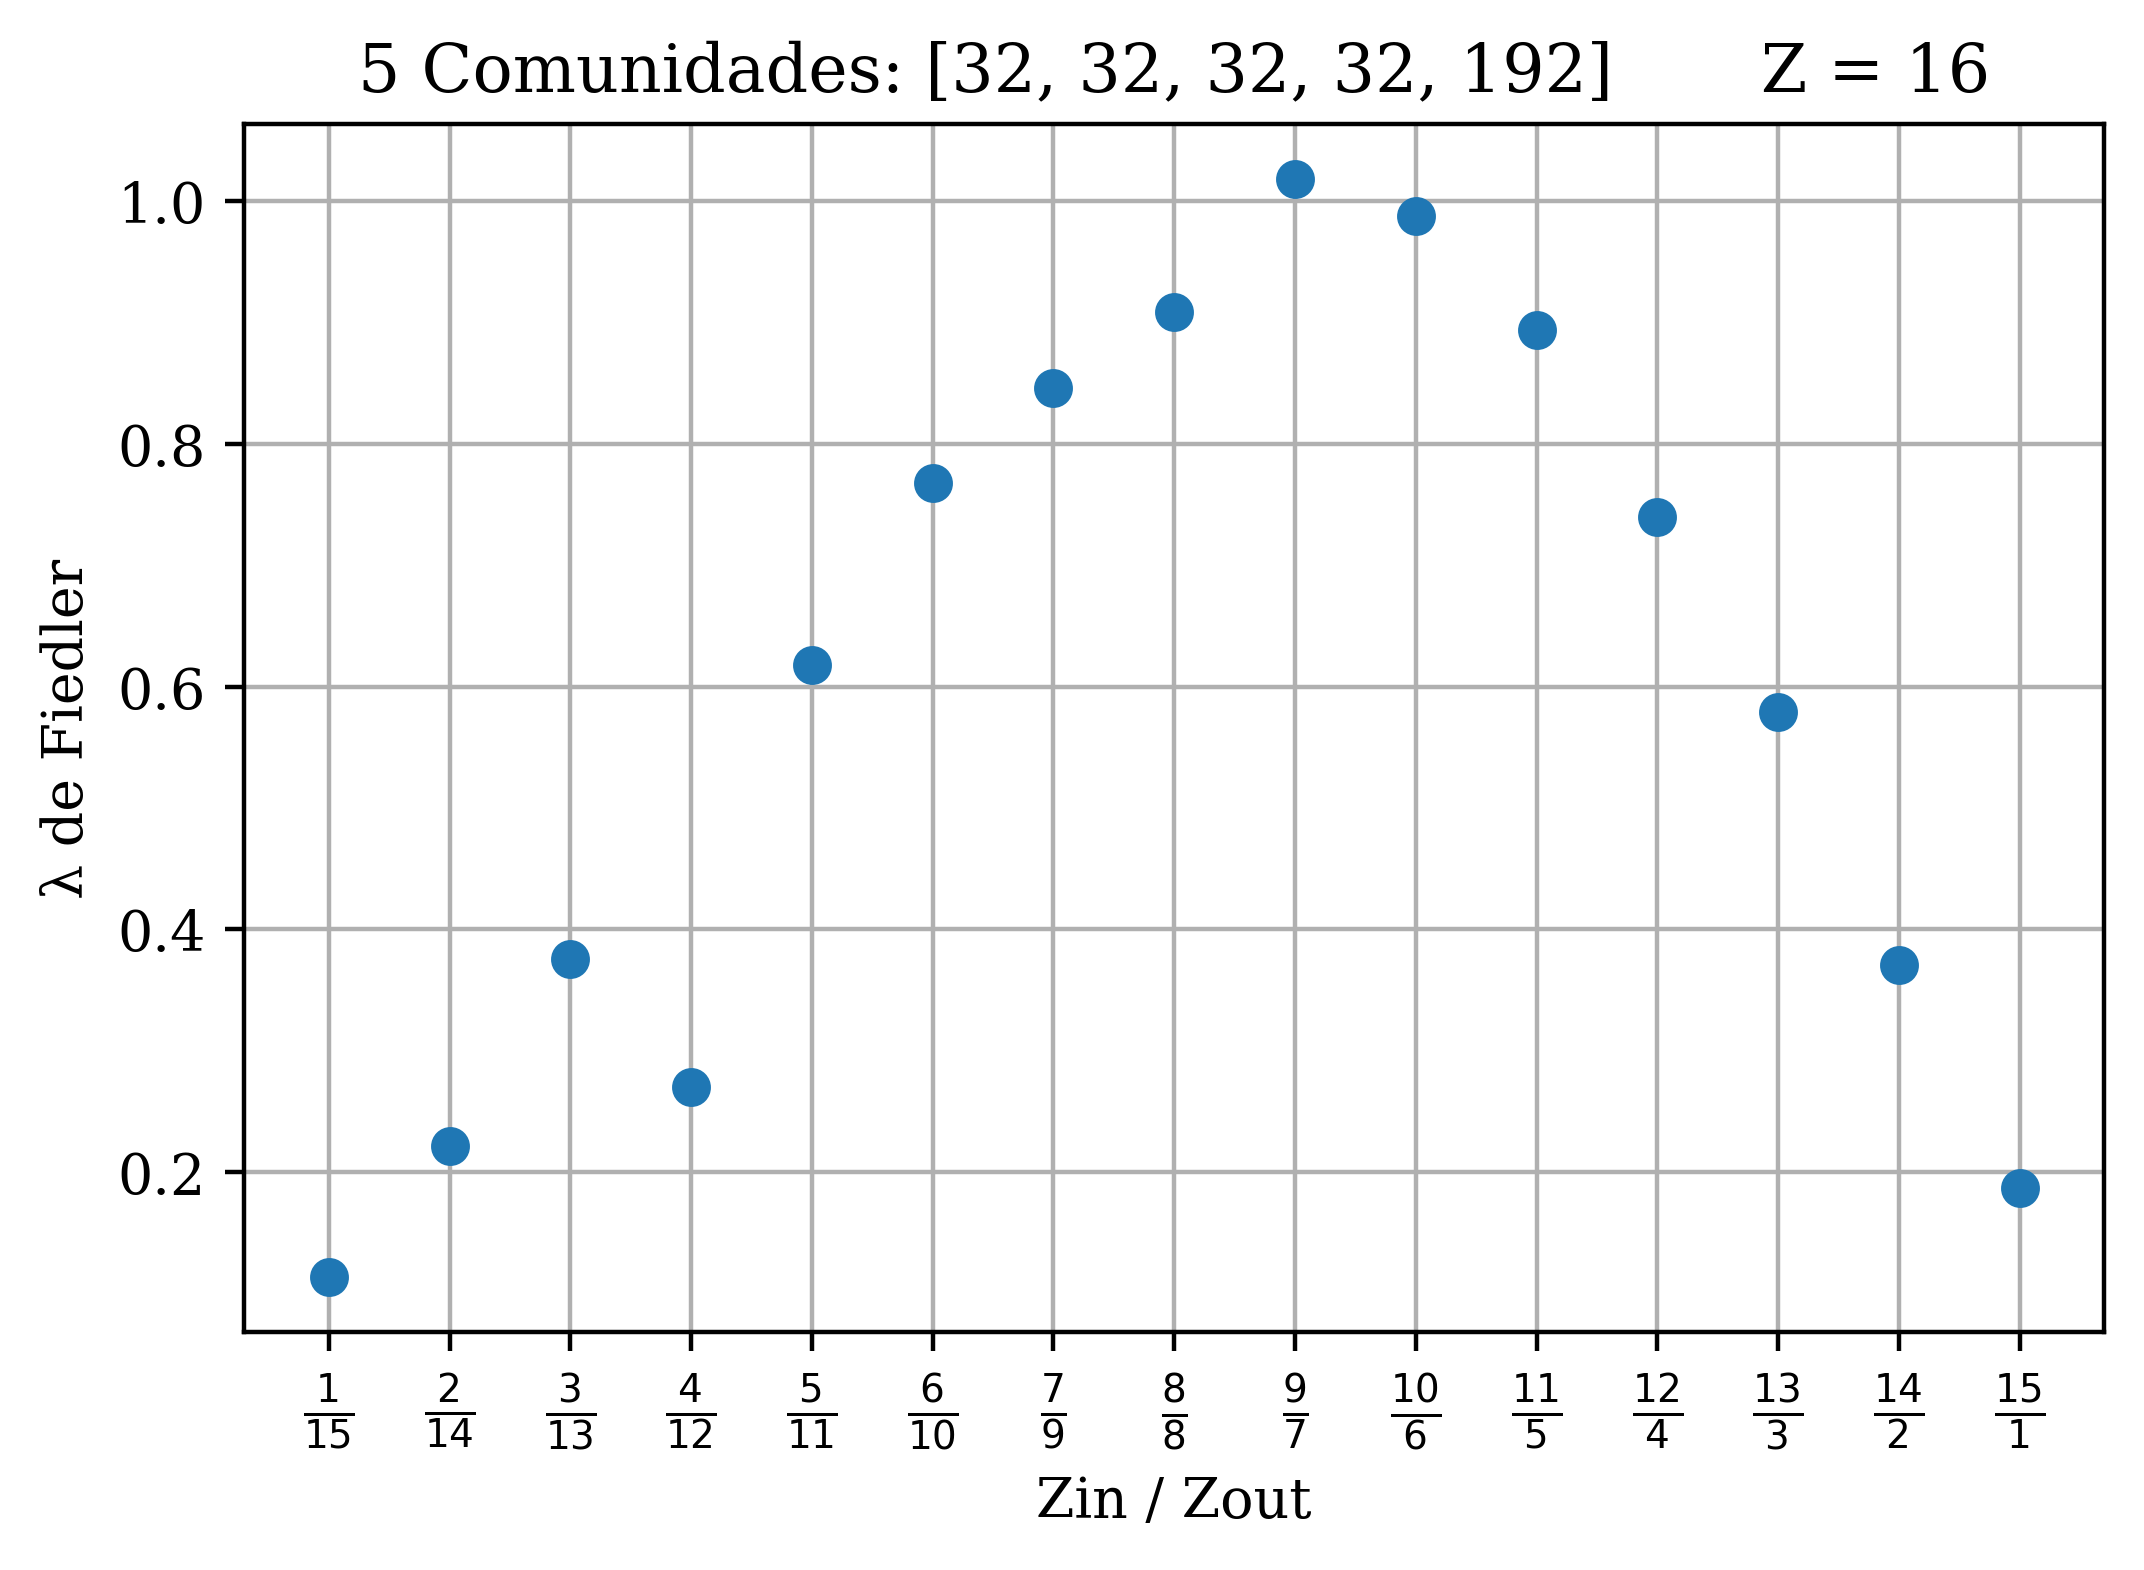 5 Comunidades: [32, 32, 32, 32, 192] Z = 16
λ de Fiedler
1.0
0.8
0.6
0.4
0.2
1/15 2/14 3/13 4/12 5/11 6/10 7/9 8/8 9/7 10/6 11/5 12/4 13/3 14/2 15/1
Zin / Zout